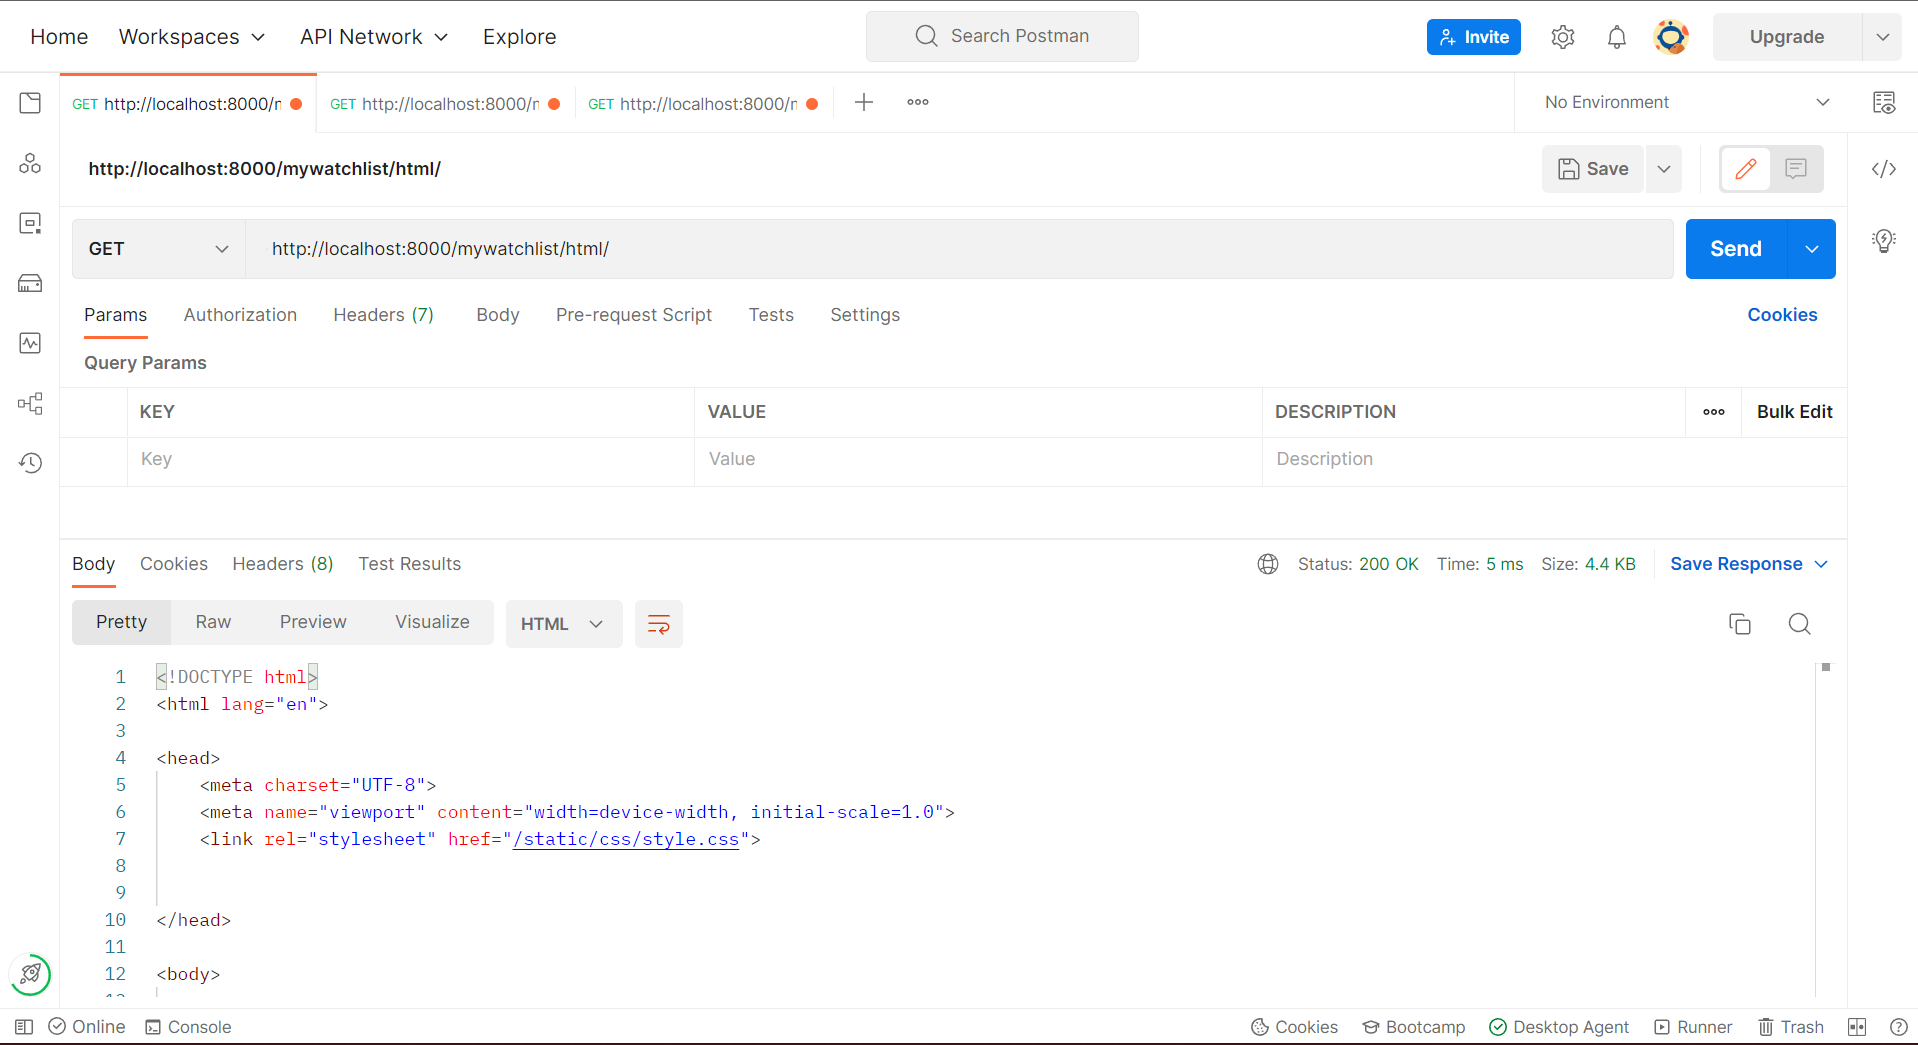 Home Workspaces API Network Explore Search Postman Invite Upgrade
GET http://localhost:8000/n GET http://localhost:8000/n GET http://localhost:8000/n No Environment
http://localhost:8000/mywatchlist/html/ Save
GET http://localhost:8000/mywatchlist/html/ Send
Params Authorization Headers (7) Body Pre-request Script Tests Settings Cookies
Query Params
KEY VALUE DESCRIPTION Bulk Edit
Key Value Description
Body Cookies Headers (8) Test Results Status: 200 OK Time: 5 ms Size: 4.4 KB Save Response
Pretty Raw Preview Visualize HTML
1 <!DOCTYPE html>
2 <html lang="en">
3
4 <head>
5 <meta charset="UTF-8">
6 <meta name="viewport" content="width=device-width, initial-scale=1.0">
7 <link rel="stylesheet" href="/static/css/style.css">
8
9
10 </head>
11
12 <body>
Online Console Cookies Bootcamp Desktop Agent Runner Trash